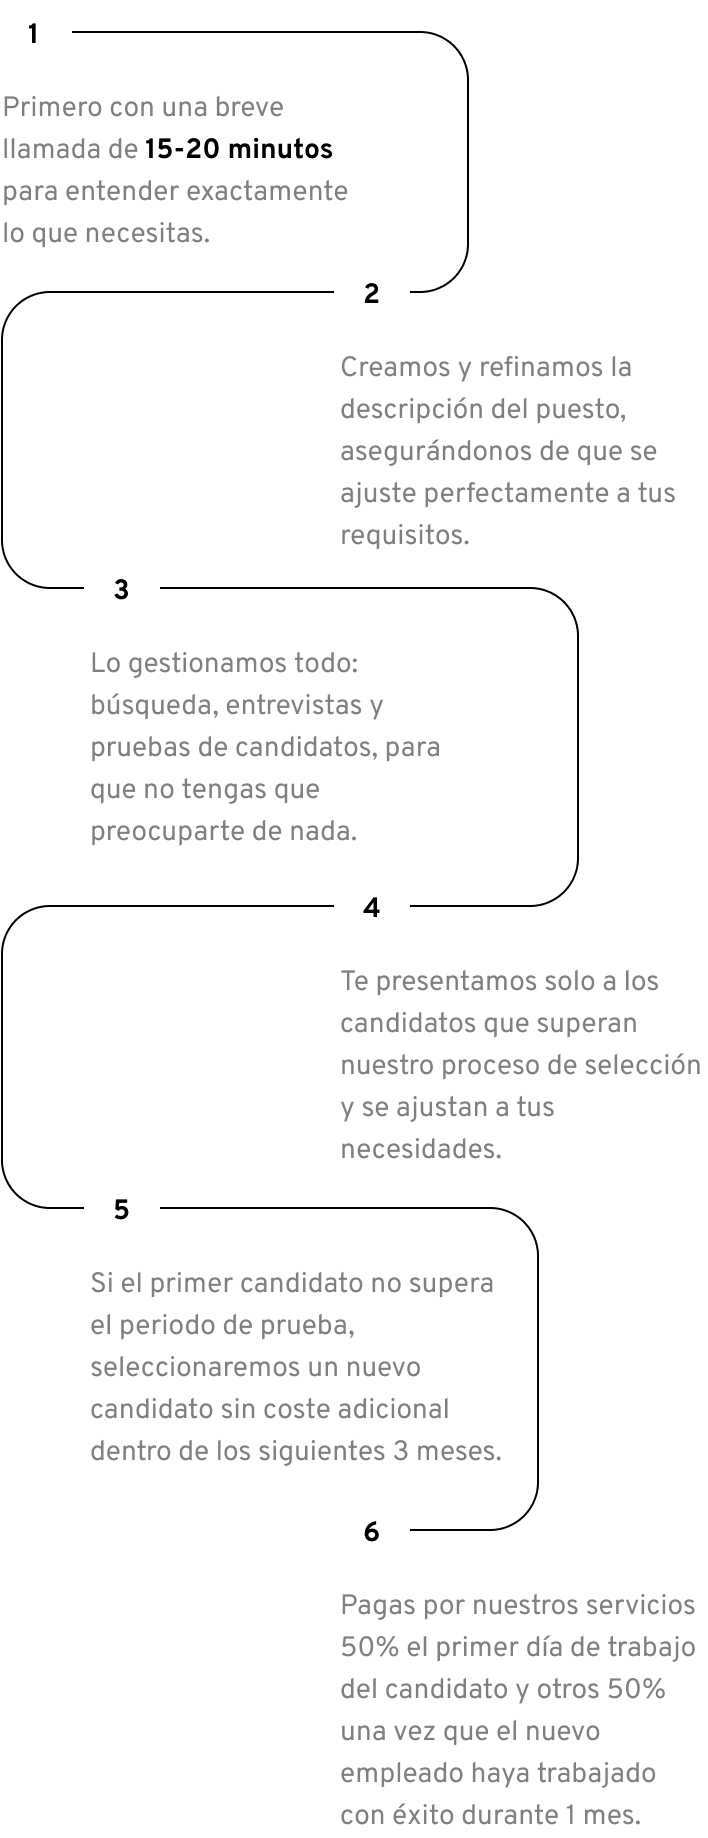 1
Primero con una breve
llamada de 15-20 minutos
para entender exactamente
lo que necesitas.
2
Creamos y refinamos la
descripción del puesto,
asegurándonos de que se
ajuste perfectamente a tus
requisitos.
3
Lo gestionamos todo:
búsqueda, entrevistas y
pruebas de candidatos, para
que no tengas que
preocuparte de nada.
4
Te presentamos solo a los
candidatos que superan
nuestro proceso de selección
y se ajustan a tus
necesidades.
5
Si el primer candidato no supera
el periodo de prueba,
seleccionaremos un nuevo
candidato sin coste adicional
dentro de los siguientes 3 meses.
6
Pagas por nuestros servicios
50% el primer día de trabajo
del candidato y otros 50%
una vez que el nuevo
empleado haya trabajado
con éxito durante 1 mes.